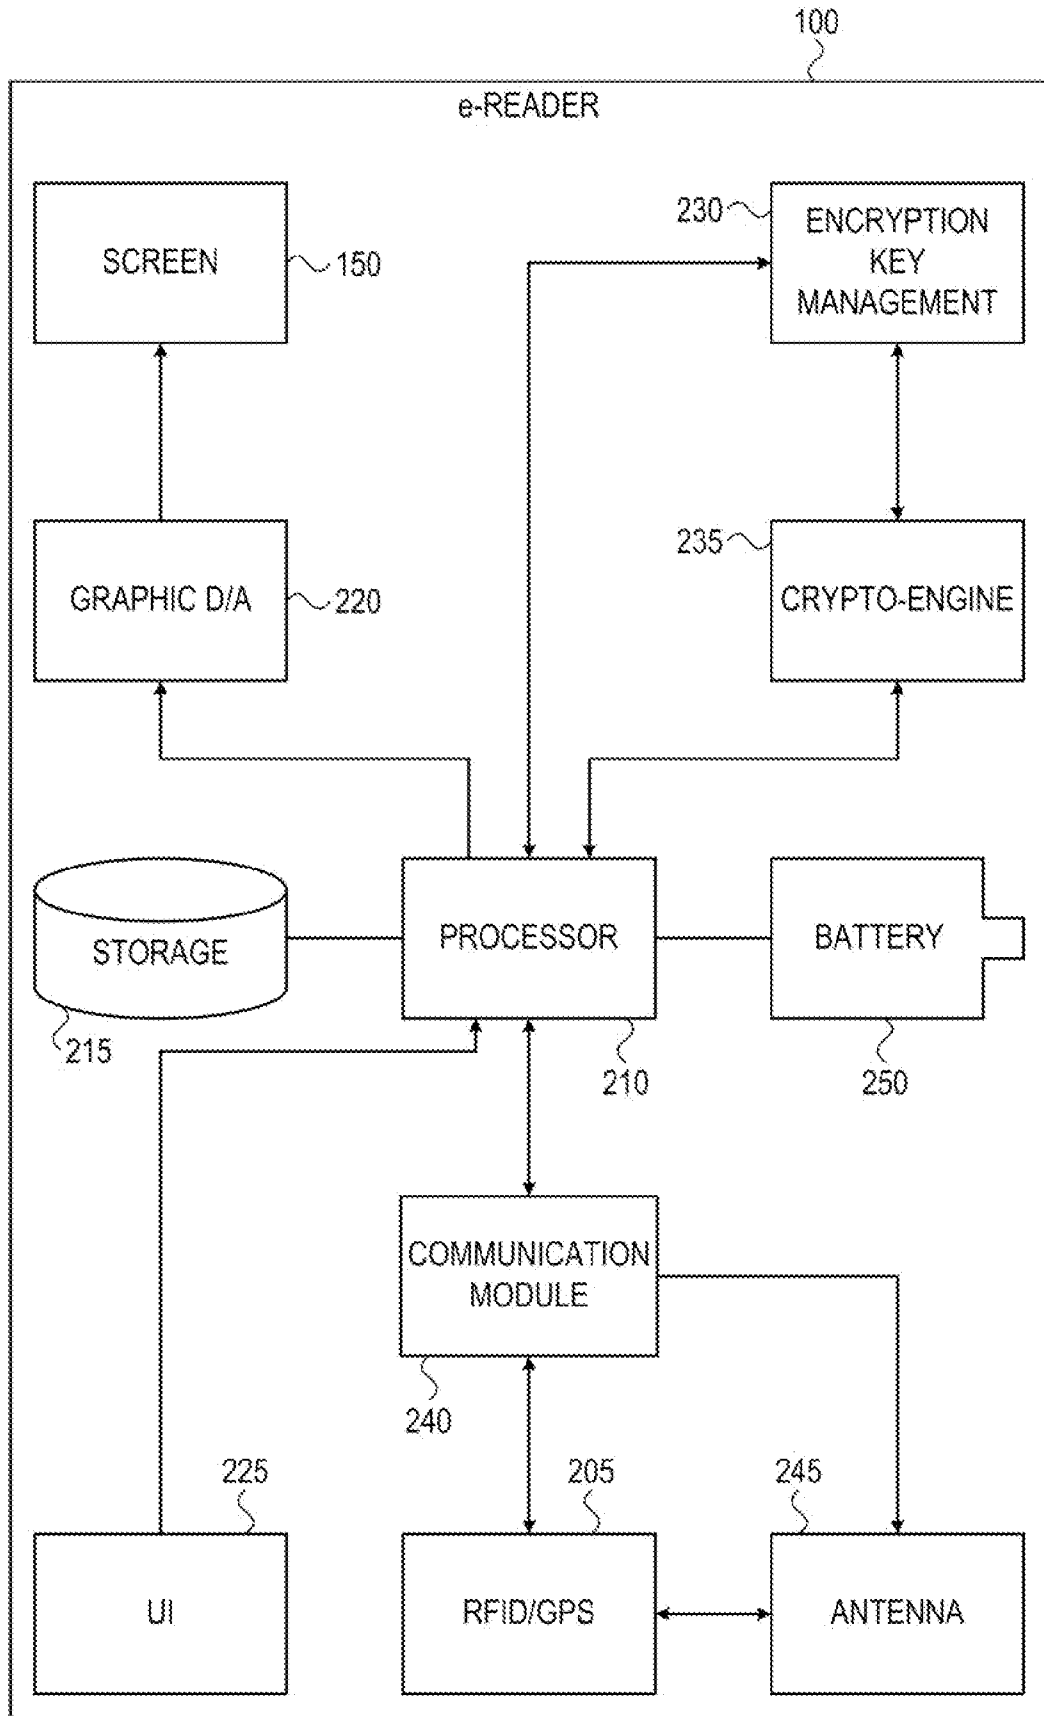 100
e-READER
SCREEN
150
230
ENCRYPTION
KEY
MANAGEMENT
GRAPHIC D/A
220
235
CRYPTO-ENGINE
STORAGE
215
PROCESSOR
210
BATTERY
250
COMMUNICATION
MODULE
240
225
UI
205
RFID/GPS
245
ANTENNA